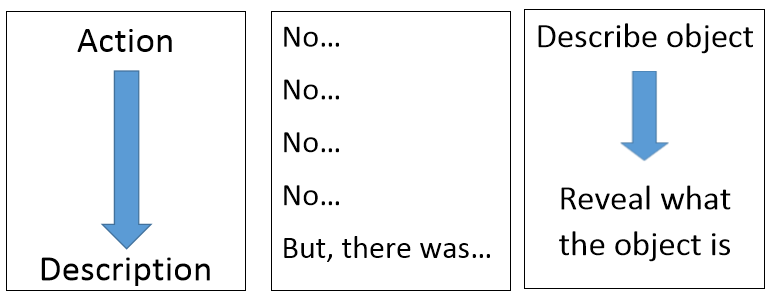 Action
Description
No…
No…
No…
No…
But, there was…
Describe object
Reveal what
the object is